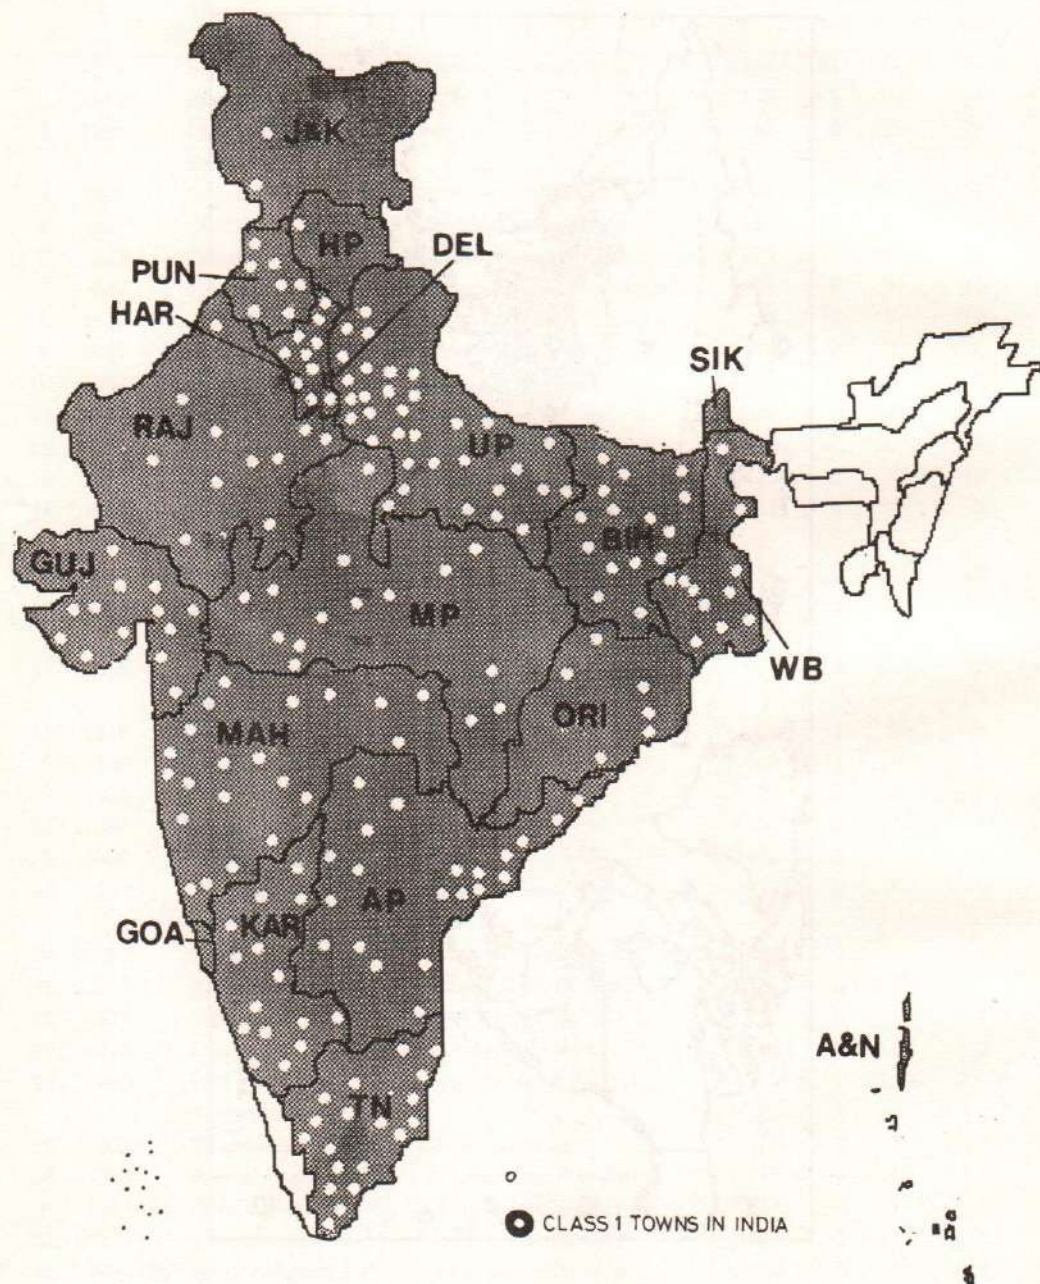 J&K
HP
DEL
PUN
HAR
SIK
RAJ
UP
GUJ
BIH
MP
WB
ORI
MAH
AP
KAR
GOA
A&N
TN
CLASS 1 TOWNS IN INDIA